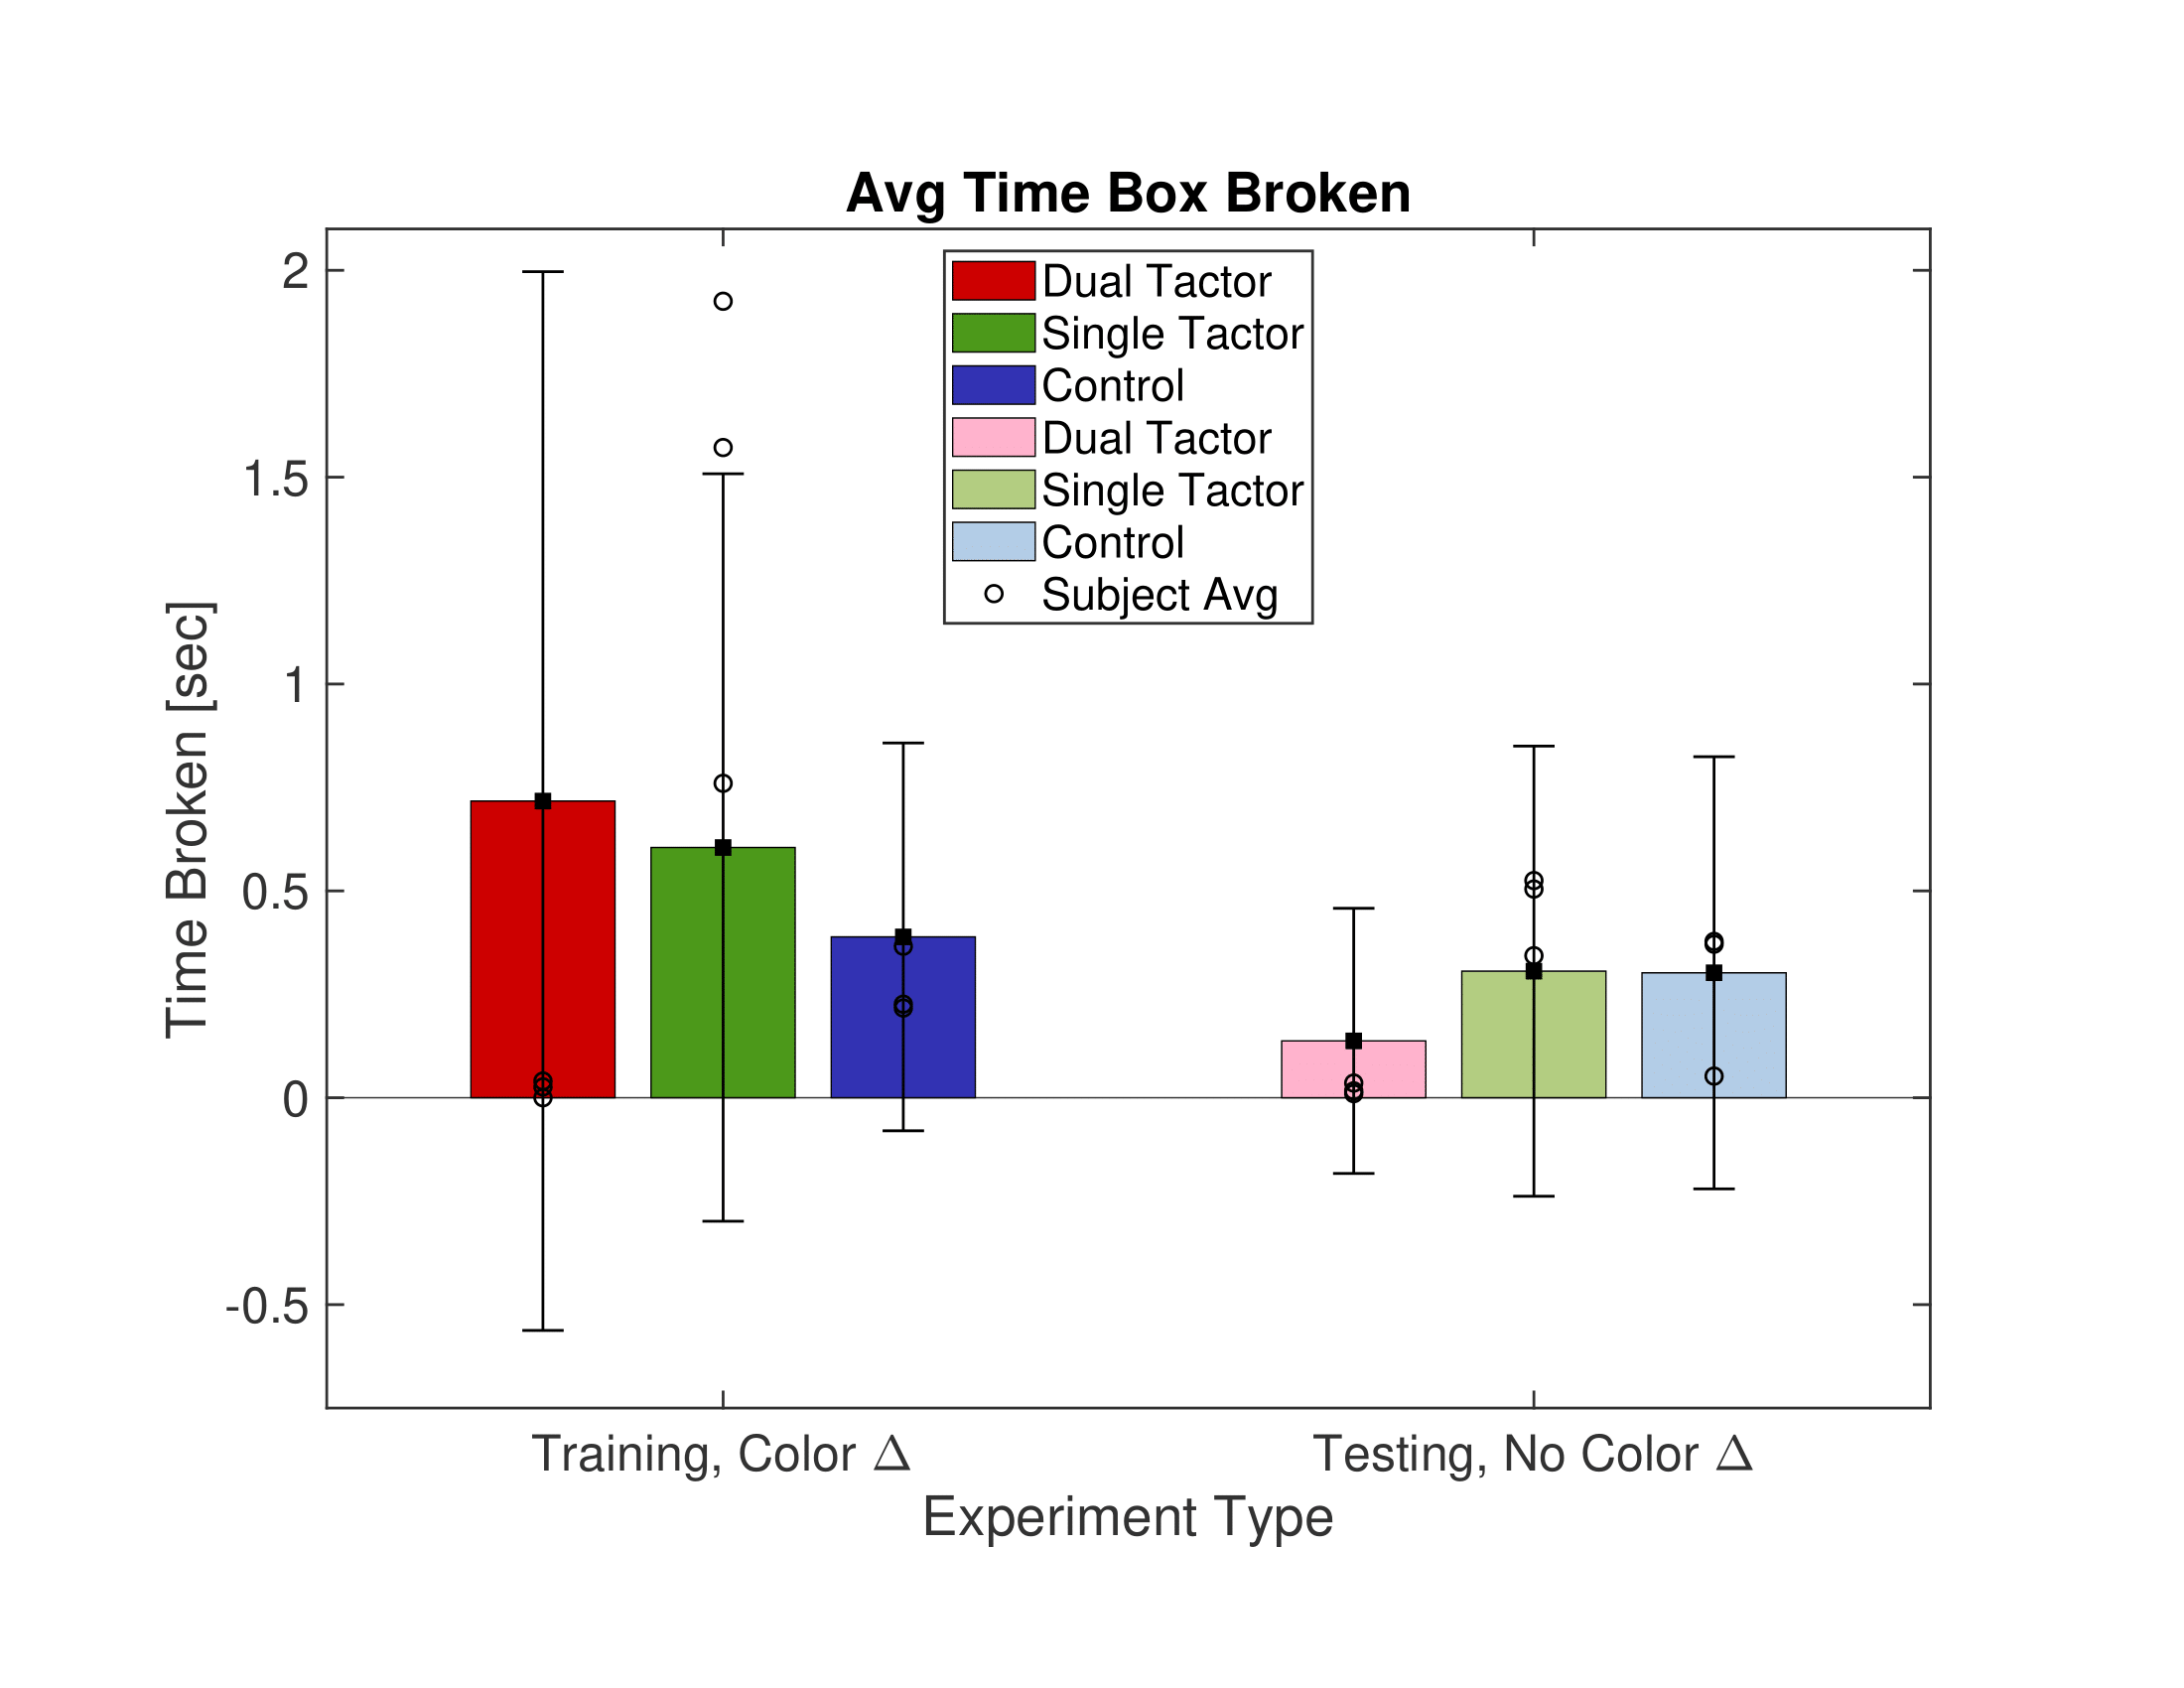 Avg Time Box Broken
Dual Tactor
Single Tactor
Control
Dual Tactor
Single Tactor
Control
Subject Avg
Time Broken [sec]
2
1.5
1
0.5
0
-0.5
Training, Color Δ
Testing, No Color Δ
Experiment Type